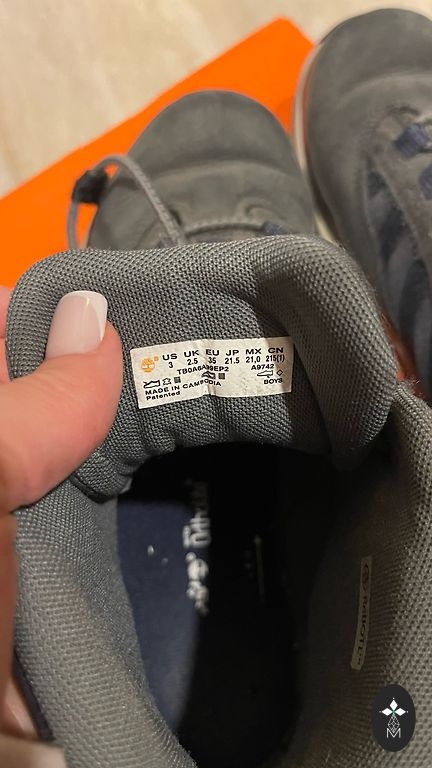 US UK EU JP MX CN
3 2.5 35 21.5 21.0 215(1)
TB0A6A99EP2 A9742
MADE IN CAMBODIA BOYS
Patented